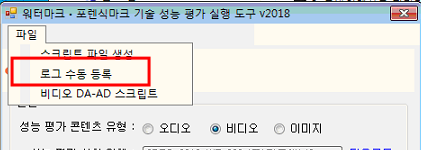 워터마크 · 포렌식마크 기술 성능 평가 실행 도구 v2018
파일
스크립트 파일 생성
로그 수동 등록
비디오 DA-AD 스크립트
성능 평가 콘텐츠 유형 : 오디오 비디오 이미지